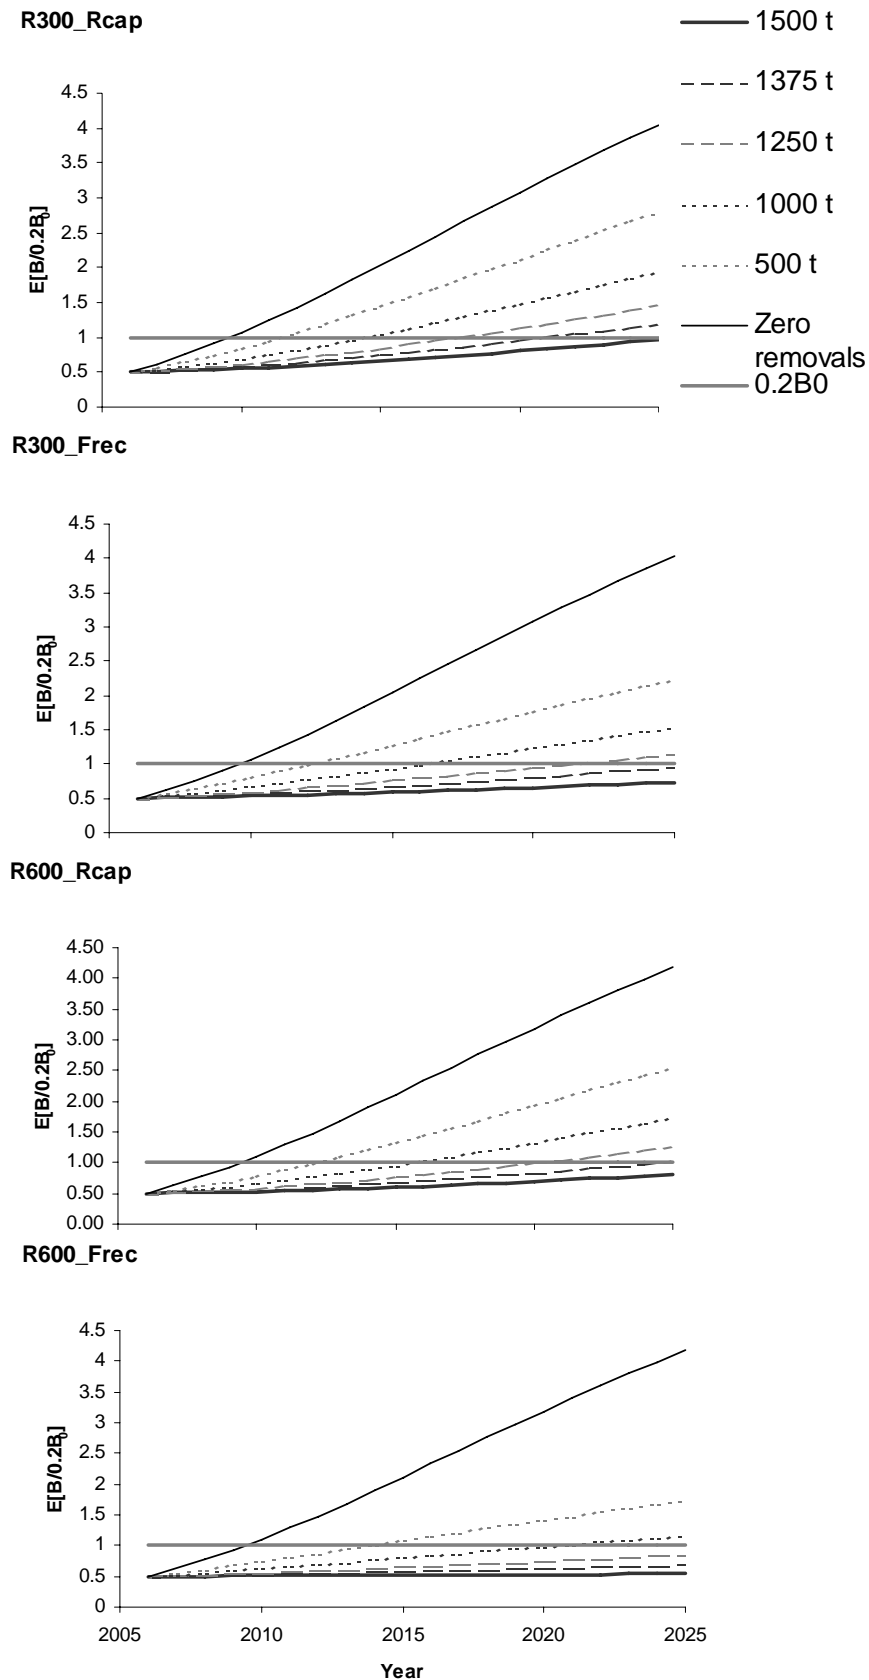 R300_Rcap
1500 t
1375 t
1250 t
1000 t
500 t
Zero
removals
0.2B0
4.5
4
3.5
3
2.5
2
1.5
1
0.5
0
E[B/0.2B0]
R300_Frec
4.5
4
3.5
3
2.5
2
1.5
1
0.5
0
E[B/0.2B0]
R600_Rcap
4.50
4.00
3.50
3.00
2.50
2.00
1.50
1.00
0.50
0.00
E[B/0.2B0]
R600_Frec
4.5
4
3.5
3
2.5
2
1.5
1
0.5
0
E[B/0.2B0]
2005 2010 2015 2020 2025
Year